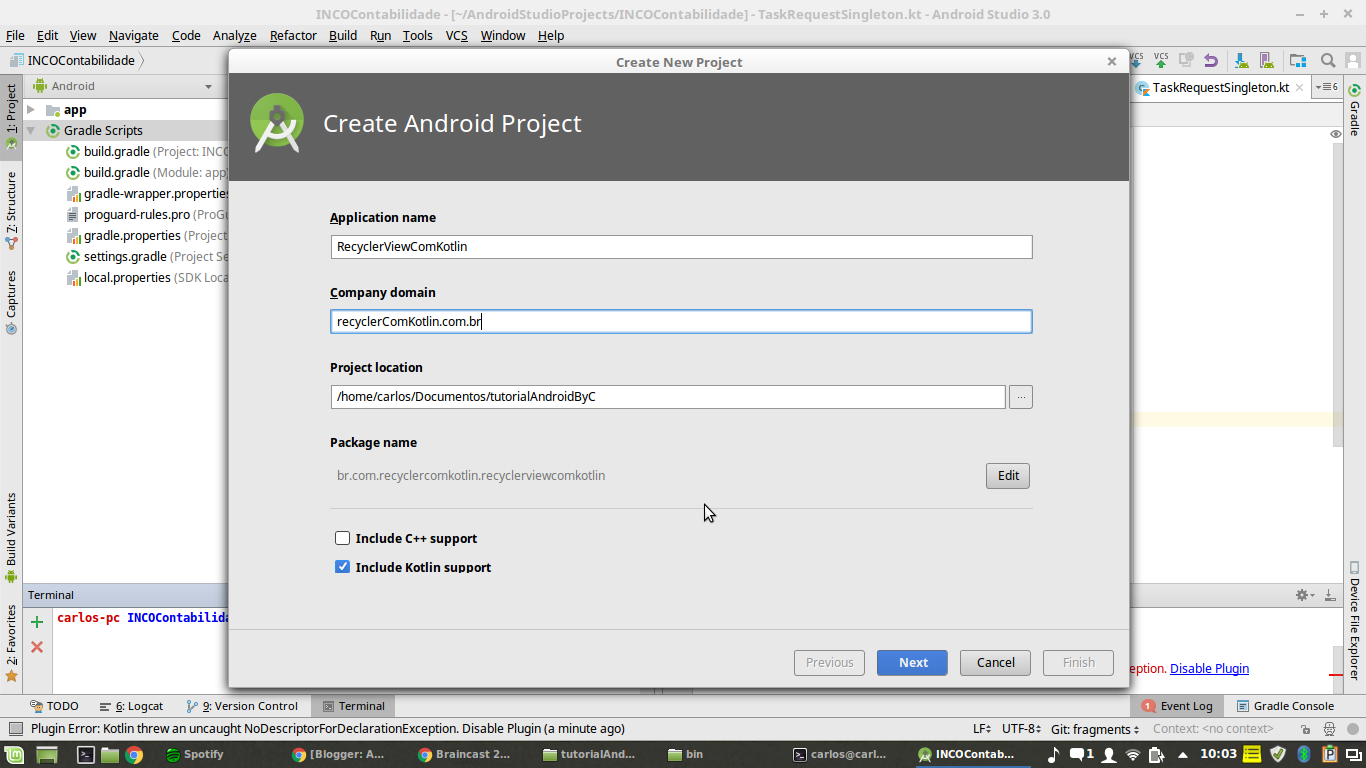 INCOContabilidade - [~/AndroidStudioProjects/INCOContabilidade] - TaskRequestSingleton.kt - Android Studio 3.0
File Edit View Navigate Code Analyze Refactor Build Run Tools VCS Window Help
INCOContabilidade
VCS VCS
Create New Project
Android
TaskRequestSingleton.kt
6
1: Project
7: Structure
Captures
Build Variants
2: Favorites
app
Gradle Scripts
build.gradle (Project: INCO
build.gradle (Module: app)
gradle-wrapper.properties
proguard-rules.pro (ProGu
gradle.properties (Project
settings.gradle (Project Se
local.properties (SDK Loca
Create Android Project
Application name
RecyclerViewComKotlin
Company domain
recyclerComKotlin.com.br
Project location
/home/carlos/Documentos/tutorialAndroidByC
...
Package name
br.com.recyclercomkotlin.recyclerviewcomkotlin
Edit
Include C++ support
Include Kotlin support
Previous Next Cancel Finish
Gradle
Device File Explorer
Terminal
carlos-pc INCOContabilida
eption. Disable Plugin
TODO 6: Logcat 9: Version Control Terminal 1 Event Log Gradle Console
Plugin Error: Kotlin threw an uncaught NoDescriptorForDeclarationException. Disable Plugin (a minute ago) LF UTF-8 Git: fragments Context: <no context>
Spotify [Blogger: A... Braincast 2... tutorialAnd... bin carlos@carl... INCOContab... 1 10:03